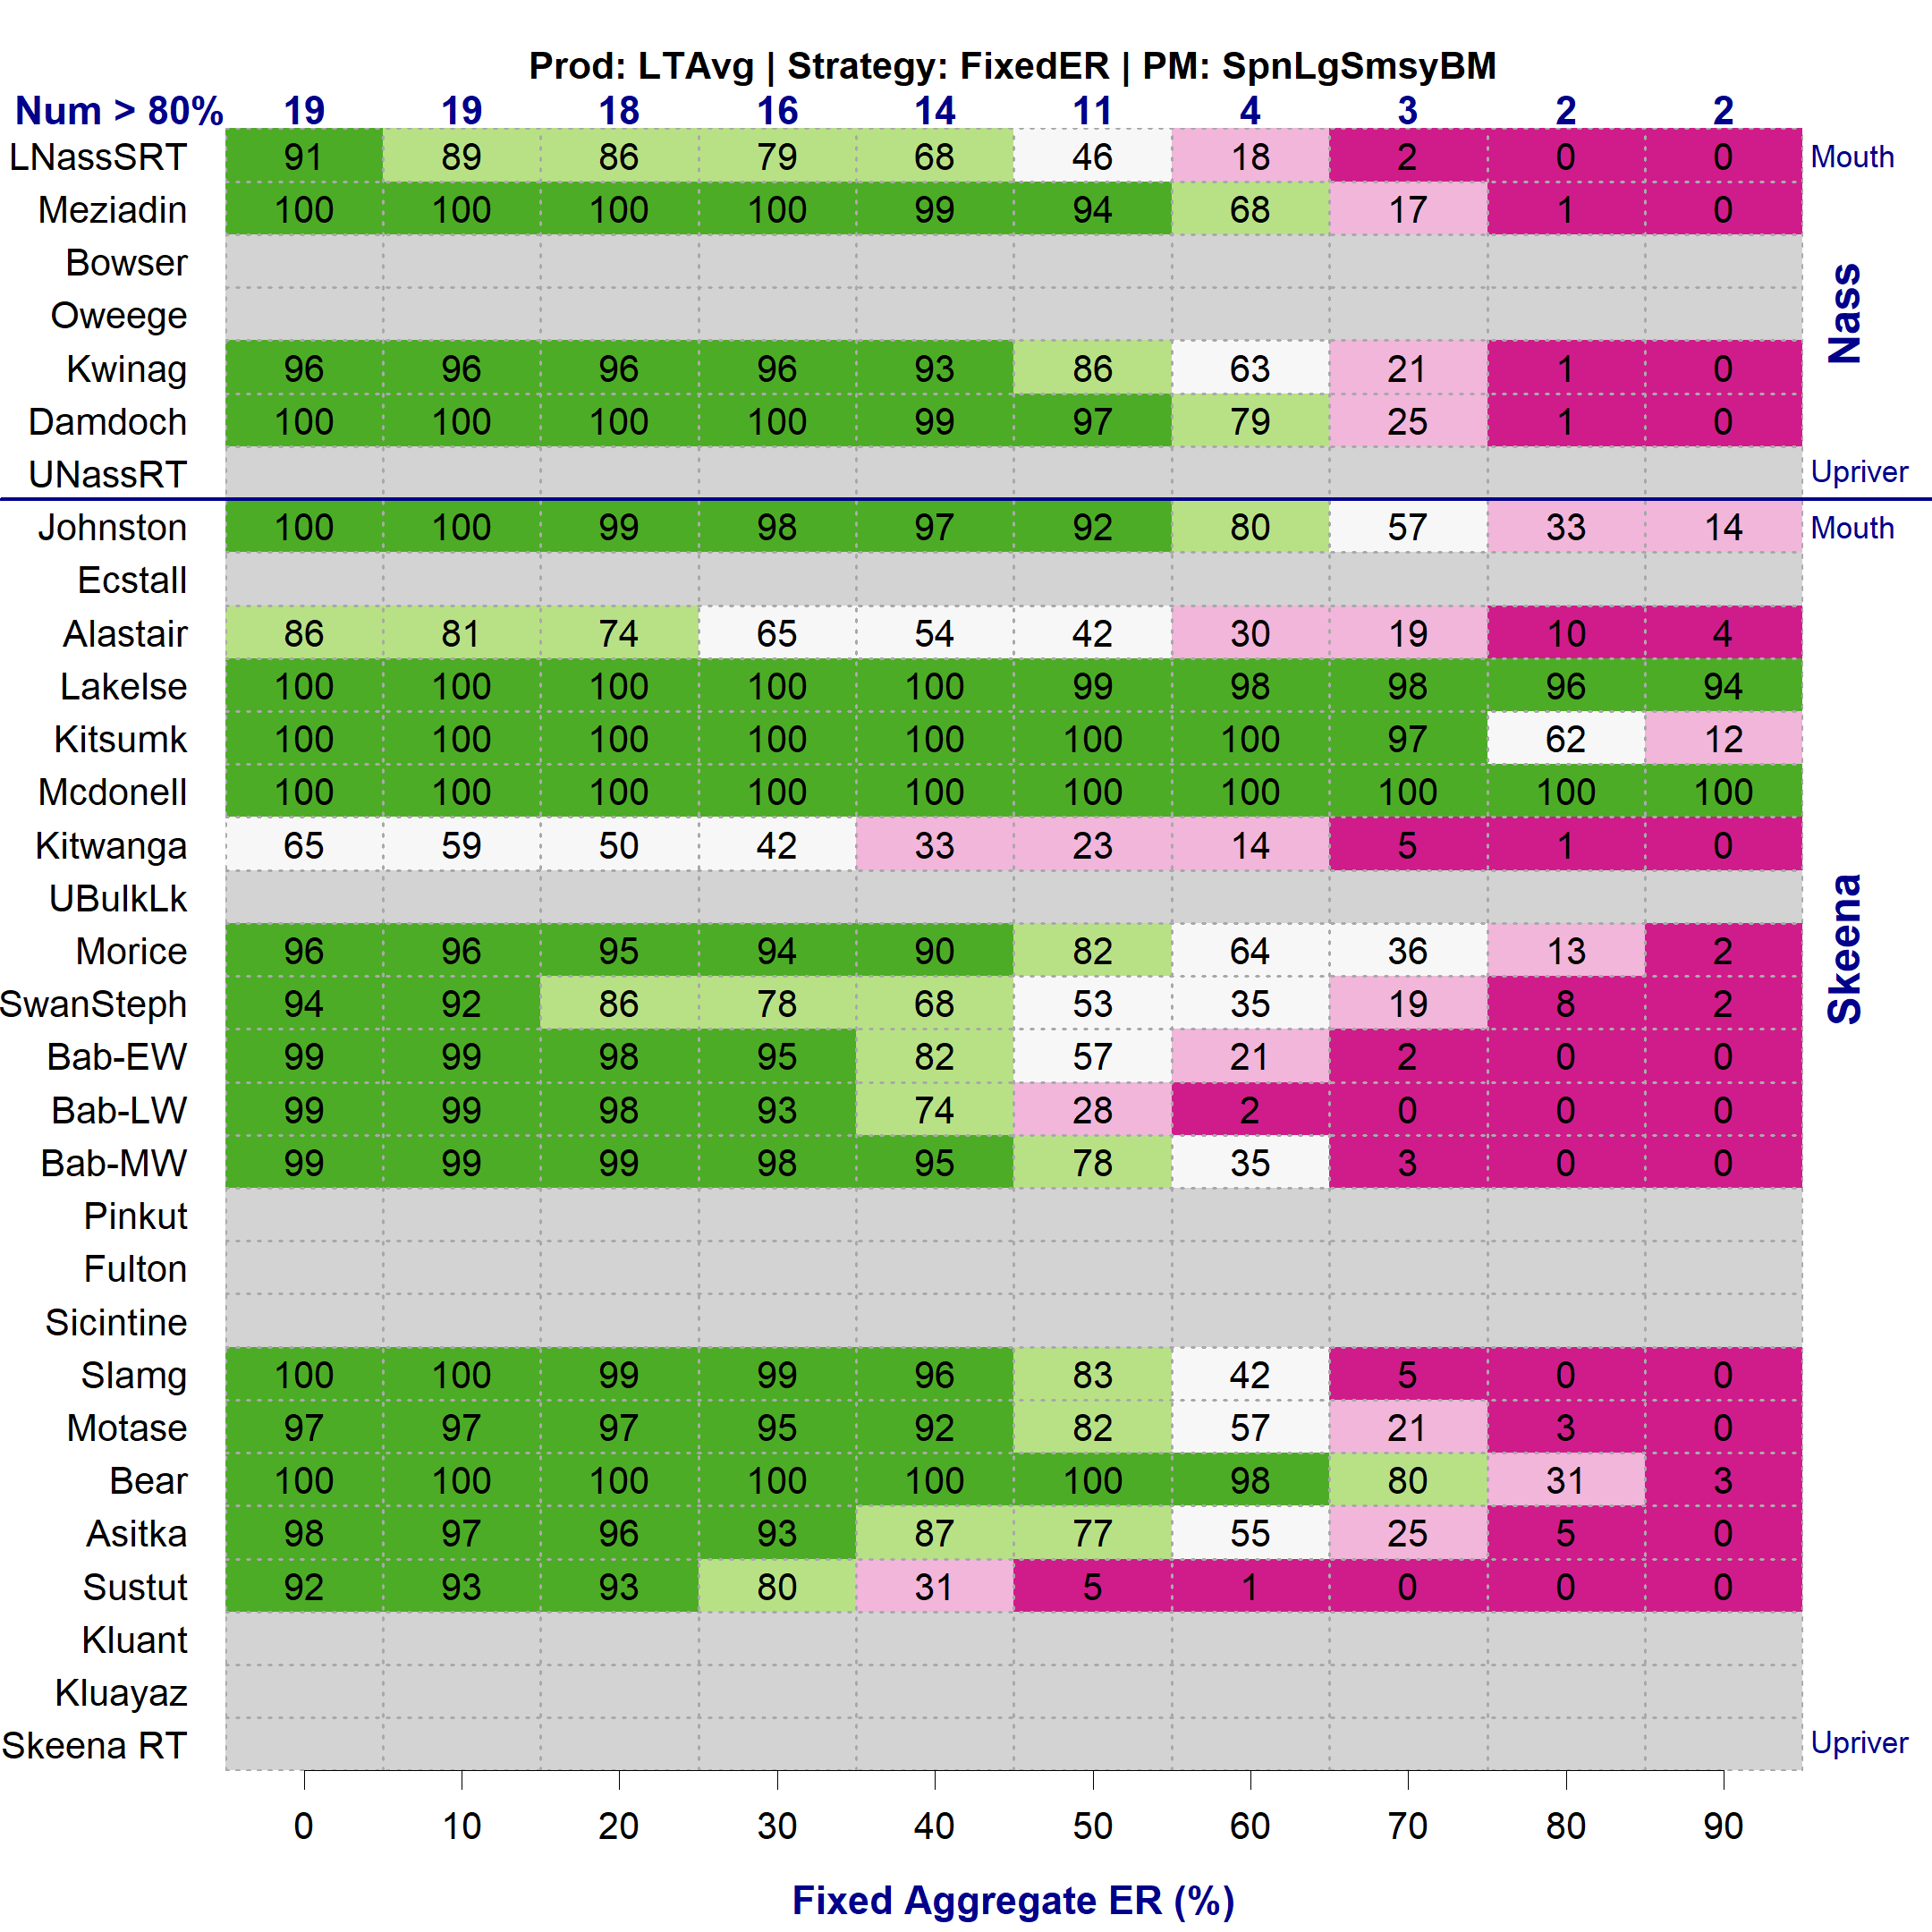 Prod: LTAvg | Strategy: FixedER | PM: SpnLgSmsyBM
Num > 80% 19 19 18 16 14 11 4 3 2 2
LNassSRT 91 89 86 79 68 46 18 2 0 0 Mouth
Meziadin 100 100 100 100 99 94 68 17 1 0
Bowser
Oweege
Nass
Kwinag 96 96 96 96 93 86 63 21 1 0
Damdoch 100 100 100 100 99 97 79 25 1 0
UNassRT Upriver
Johnston 100 100 99 98 97 92 80 57 33 14 Mouth
Ecstall
Alastair 86 81 74 65 54 42 30 19 10 4
Lakelse 100 100 100 100 100 99 98 98 96 94
Kitsumk 100 100 100 100 100 100 100 97 62 12
Mcdonell 100 100 100 100 100 100 100 100 100 100
Kitwanga 65 59 50 42 33 23 14 5 1 0
UBulkLk
Skeena
Morice 96 96 95 94 90 82 64 36 13 2
SwanSteph 94 92 86 78 68 53 35 19 8 2
Bab-EW 99 99 98 95 82 57 21 2 0 0
Bab-LW 99 99 98 93 74 28 2 0 0 0
Bab-MW 99 99 99 98 95 78 35 3 0 0
Pinkut
Fulton
Sicintine
Slamg 100 100 99 99 96 83 42 5 0 0
Motase 97 97 97 95 92 82 57 21 3 0
Bear 100 100 100 100 100 100 98 80 31 3
Asitka 98 97 96 93 87 77 55 25 5 0
Sustut 92 93 93 80 31 5 1 0 0 0
Kluant
Kluayaz
Skeena RT Upriver
0 10 20 30 40 50 60 70 80 90
Fixed Aggregate ER (%)